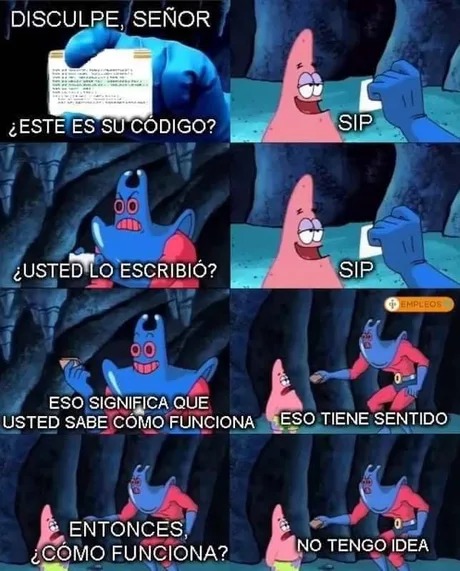 DISCULPE, SEÑOR
¿ESTE ES SU CÓDIGO?
SIP
¿USTED LO ESCRIBIÓ?
SIP
ESO SIGNIFICA QUE
USTED SABE CÓMO FUNCIONA
EMPLEOS
ESO TIENE SENTIDO
ENTONCES,
¿CÓMO FUNCIONA?
NO TENGO IDEA